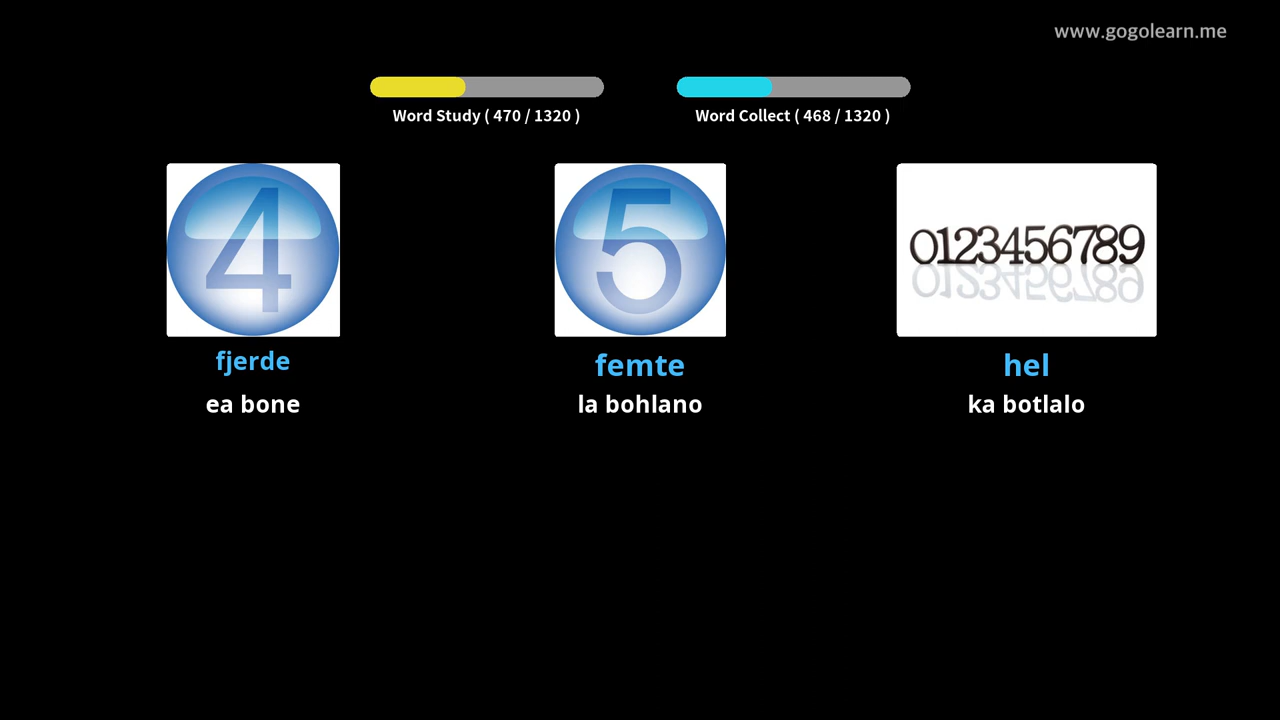 www.gogolearn.me
Word Study ( 470 / 1320 )
Word Collect ( 468 / 1320 )
4
5
0123456789
fjerde
femte
hel
ea bone
la bohlano
ka botlalo